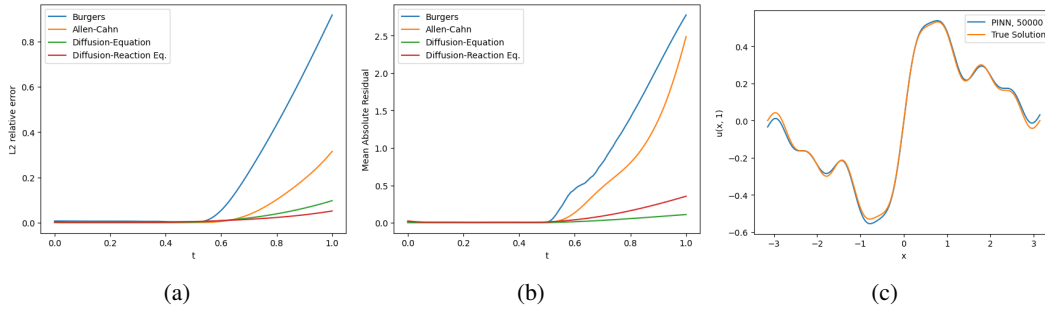 Burgers
Allen-Cahn
Diffusion-Equation
Diffusion-Reaction Eq.
L2 relative error
0.8
0.6
0.4
0.2
0.0
0.0 0.2 0.4 0.6 0.8 1.0
t
(a)
Burgers
Allen-Cahn
Diffusion-Equation
Diffusion-Reaction Eq.
Mean Absolute Residual
2.5
2.0
1.5
1.0
0.5
0.0
0.0 0.2 0.4 0.6 0.8 1.0
t
(b)
PINN, 50000
True Solution
u(x, 1)
0.4
0.2
0.0
−0.2
−0.4
−0.6
−3 −2 −1 0 1 2 3
x
(c)